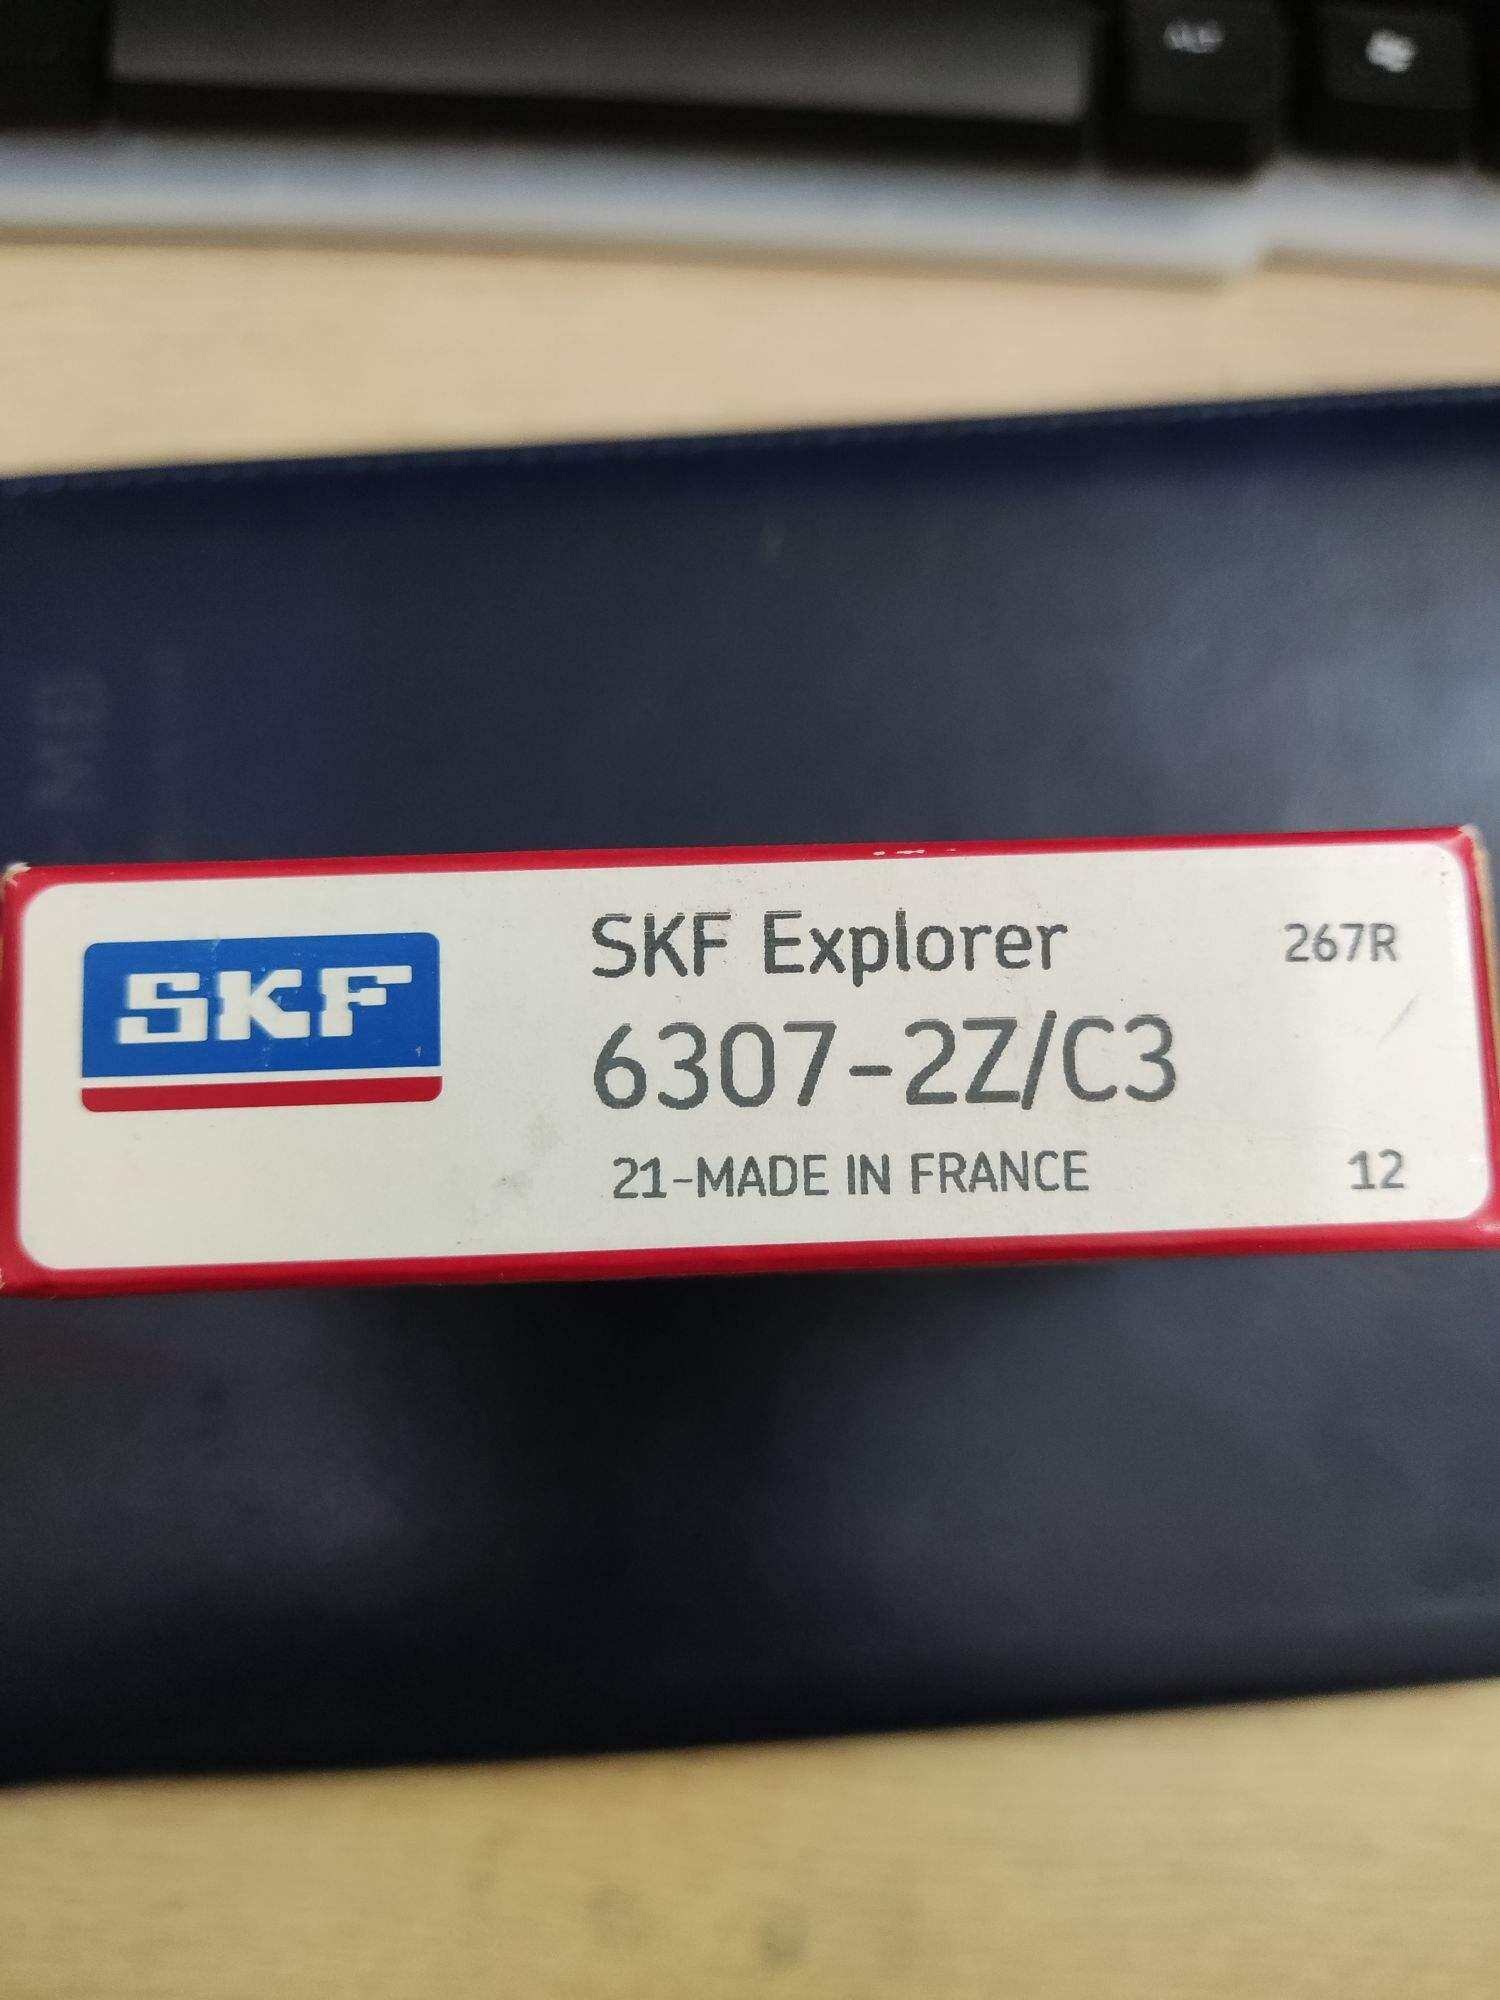 SKF
SKF Explorer 267R
6307-2Z/C3
21-MADE IN FRANCE 12